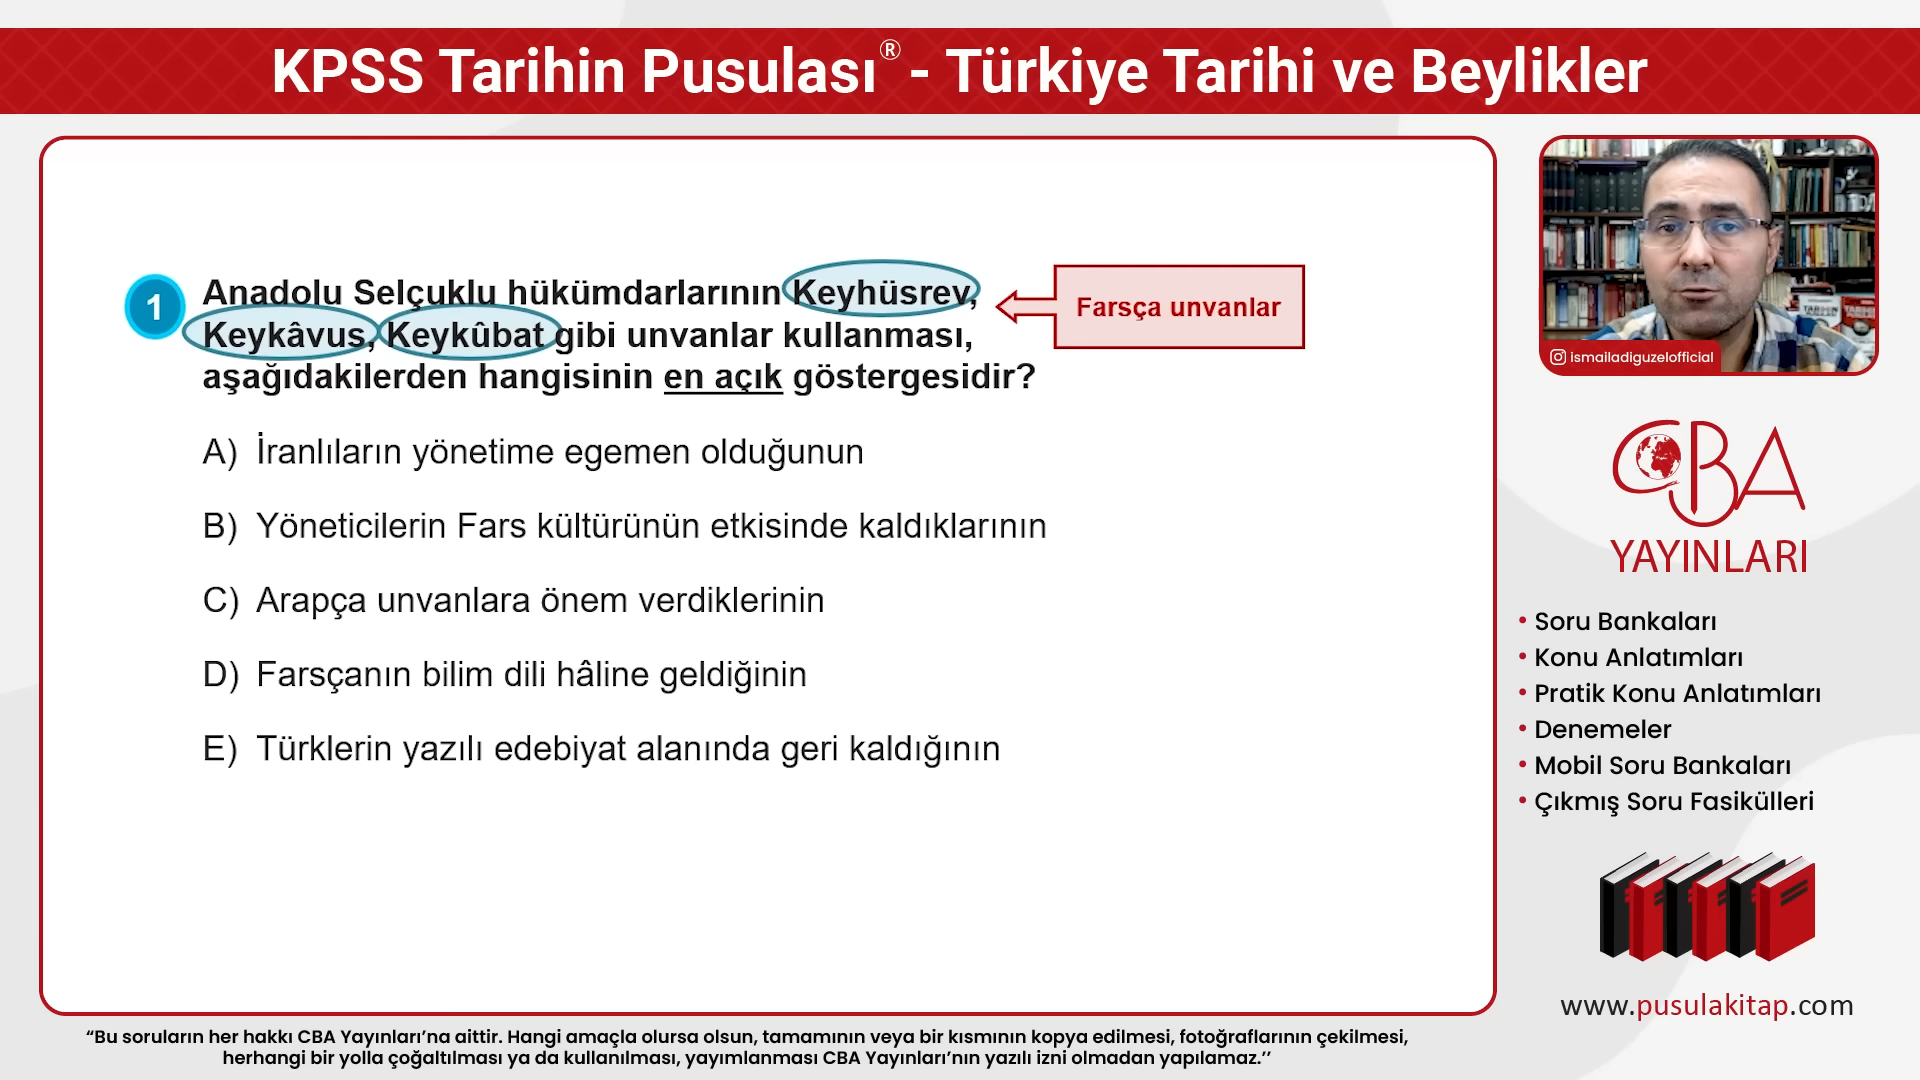 KPSS Tarihin Pusulası® - Türkiye Tarihi ve Beylikler
1
Anadolu Selçuklu hükümdarlarının Keyhüsrev,
Keykâvus, Keykûbat gibi unvanlar kullanması,
aşağıdakilerden hangisinin en açık göstergesidir?
Farsça unvanlar
A) İranlıların yönetime egemen olduğunun
B) Yöneticilerin Fars kültürünün etkisinde kaldıklarının
C) Arapça unvanlara önem verdiklerinin
D) Farsçanın bilim dili hâline geldiğinin
E) Türklerin yazılı edebiyat alanında geri kaldığının
ismailadiguzelofficial
CBA
YAYINLARI
• Soru Bankaları
• Konu Anlatımları
• Pratik Konu Anlatımları
• Denemeler
• Mobil Soru Bankaları
• Çıkmış Soru Fasikülleri
www.pusulakitap.com
“Bu soruların her hakkı CBA Yayınları’na aittir. Hangi amaçla olursa olsun, tamamının veya bir kısmının kopya edilmesi, fotoğraflarının çekilmesi,
herhangi bir yolla çoğaltılması ya da kullanılması, yayımlanması CBA Yayınları’nın yazılı izni olmadan yapılamaz.’’